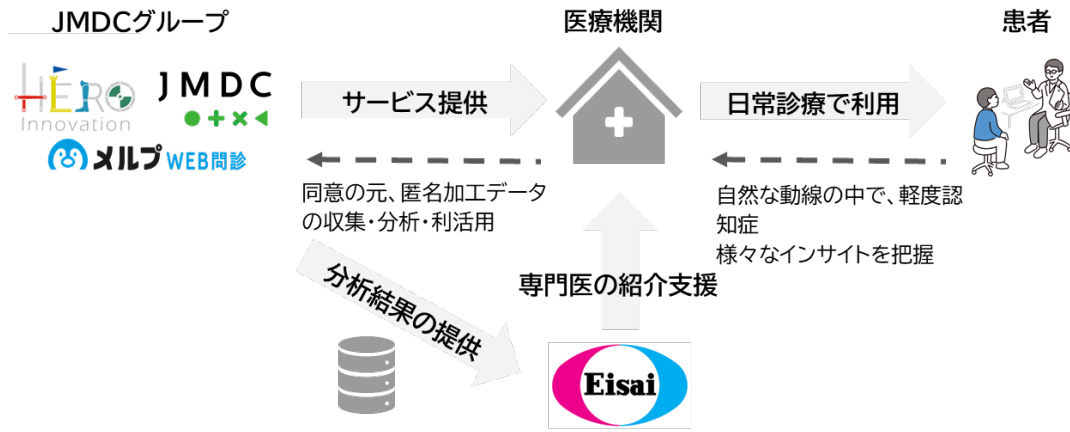 JMDCグループ
医療機関
患者
HERO
Innovation
JMDC
メルプWEB問診
サービス提供
日常診療で利用
同意の元、匿名加工データ
の収集・分析・利活用
自然な動線の中で、軽度認
知症
様々なインサイトを把握
分析結果の提供
専門医の紹介支援
Eisai